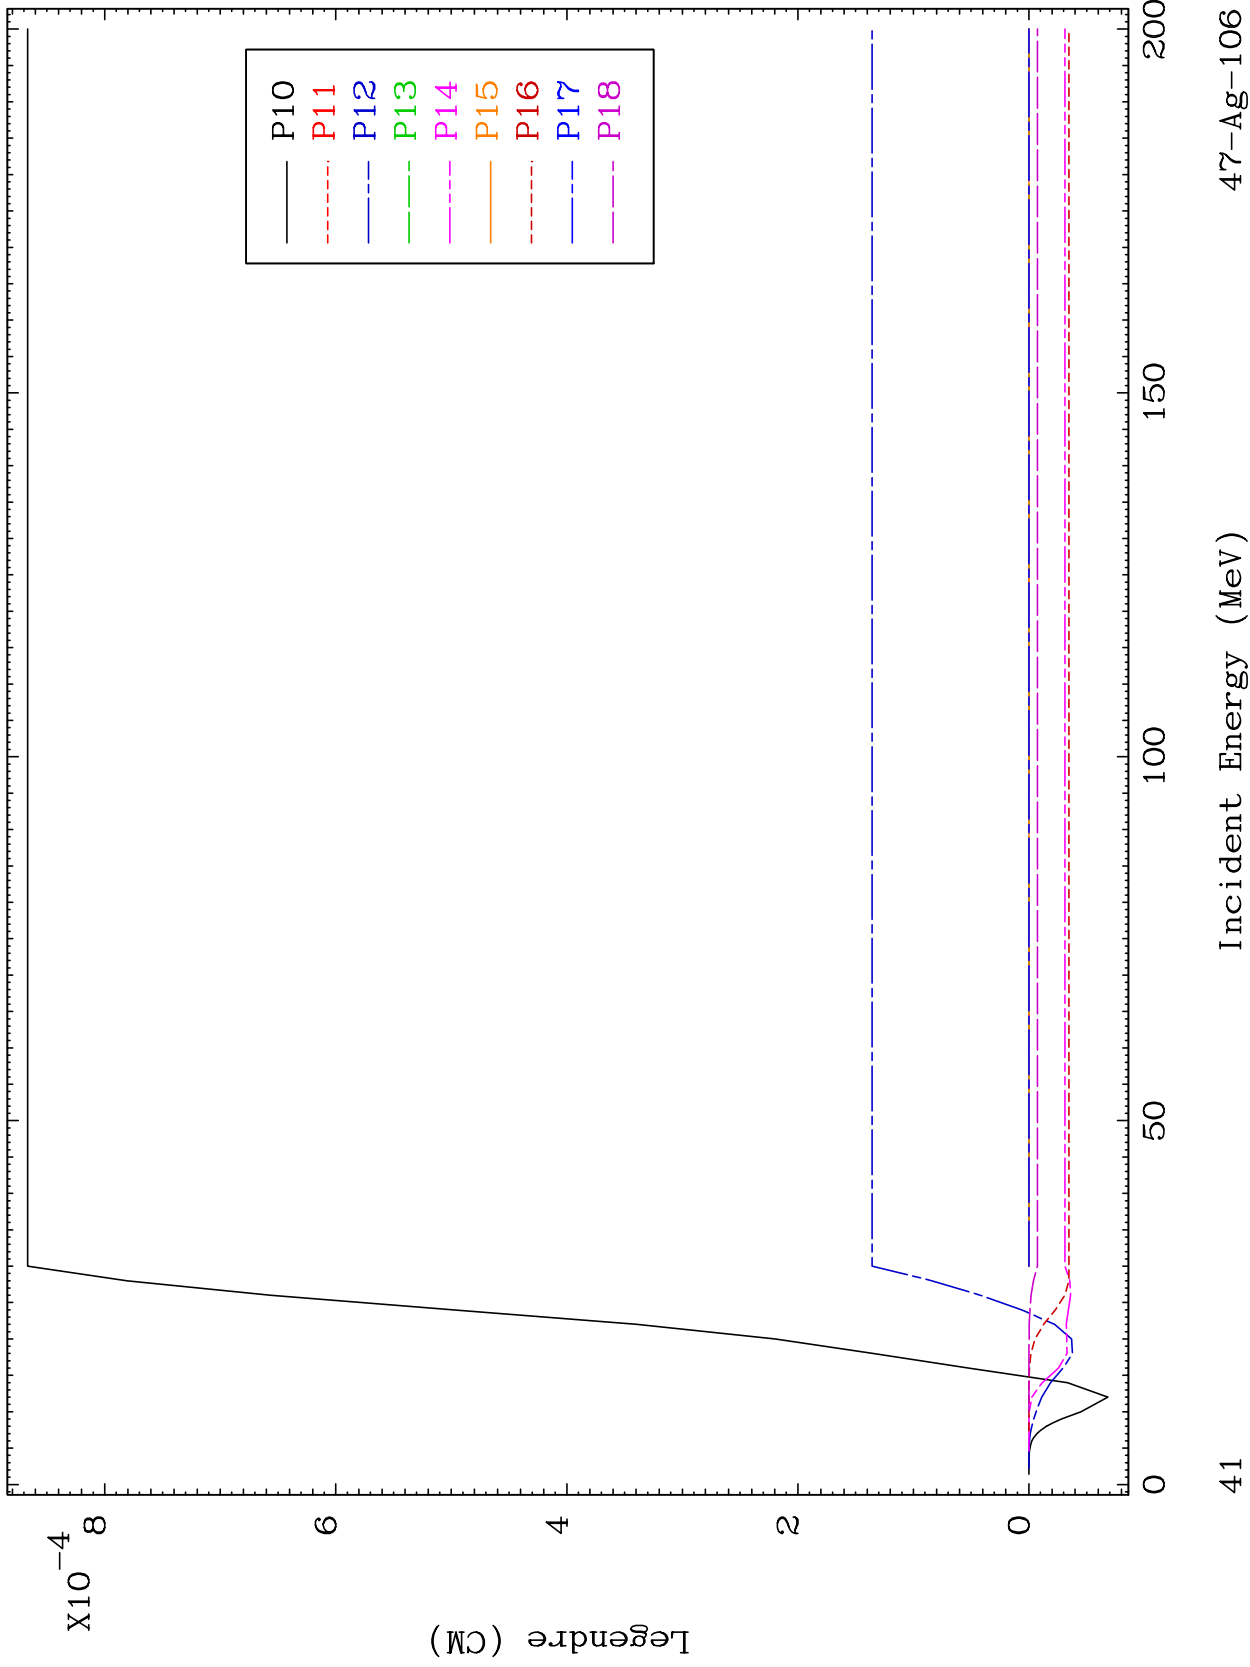 X10-4
8
6
4
2
0
Legendre (CM)
P10
P11
P12
P13
P14
P15
P16
P17
P18
0
50
100
150
200
41
Incident Energy (MeV)
47-Ag-106